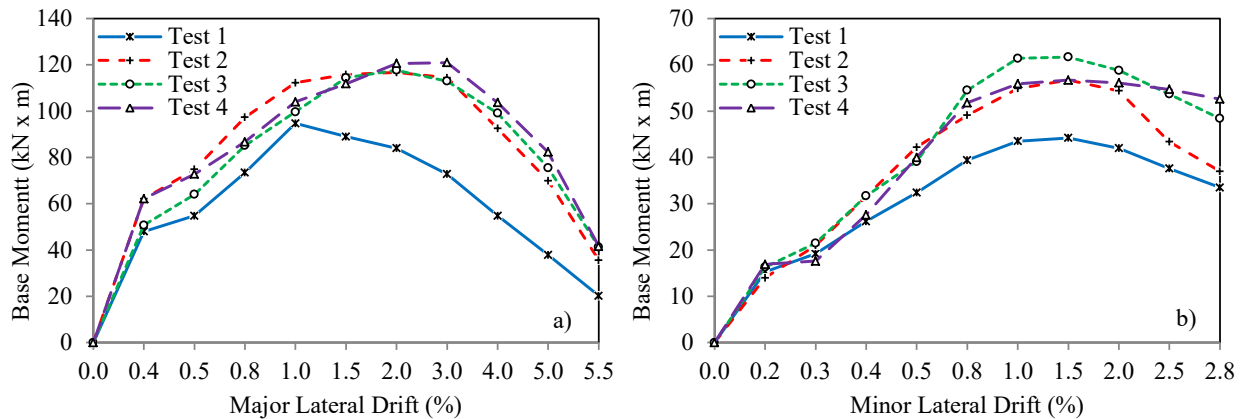 140
120
100
80
60
40
20
0
Base Momentt (kN x m)
Test 1
Test 2
Test 3
Test 4
a)
0.0 0.4 0.5 0.8 1.0 1.5 2.0 3.0 4.0 5.0 5.5
Major Lateral Drift (%)
70
60
50
40
30
20
10
0
Base Momentt (kN x m)
Test 1
Test 2
Test 3
Test 4
b)
0.0 0.2 0.3 0.4 0.5 0.8 1.0 1.5 2.0 2.5 2.8
Minor Lateral Drift (%)